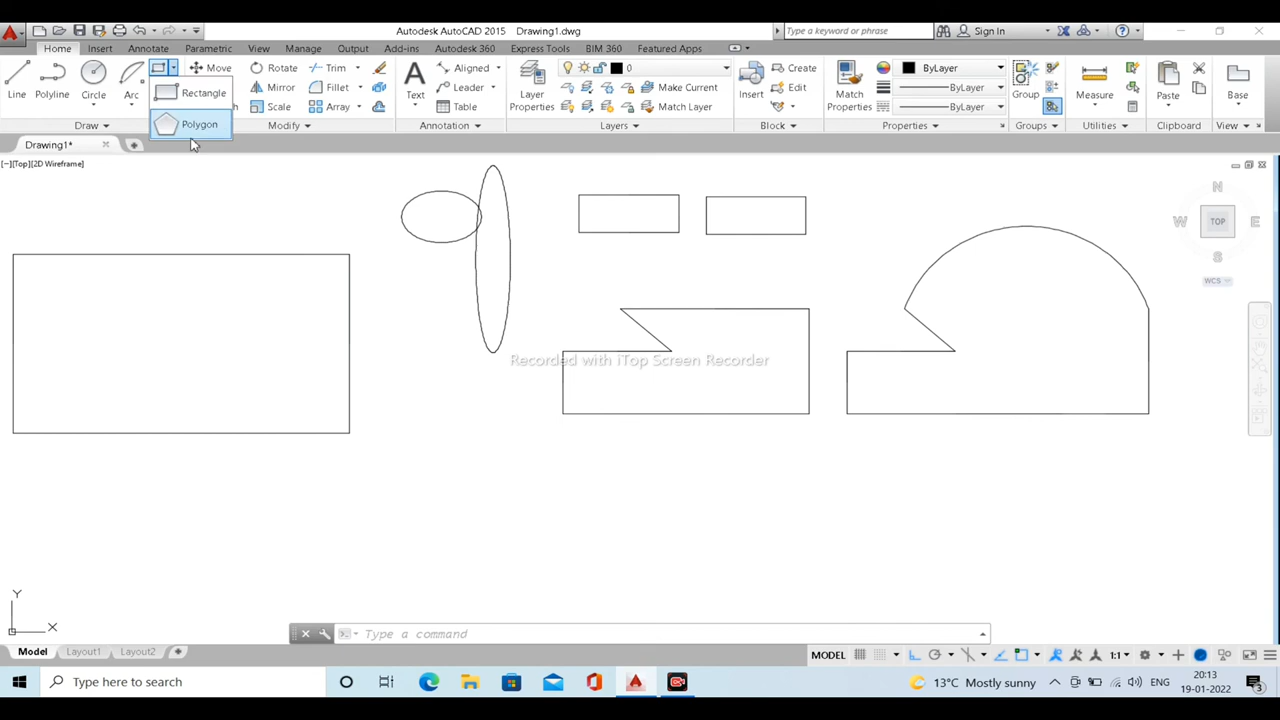 Autodesk AutoCAD 2015 Drawing1.dwg
Type a keyword or phrase
Sign In
Home Insert Annotate Parametric View Manage Output Add-ins Autodesk 360 Express Tools BIM 360 Featured Apps
Line Polyline Circle Arc
Rectangle
Polygon
Move Rotate Trim
Mirror Fillet
Scale Array
Text
Aligned
Leader
Table
Layer
Properties
0
Make Current
Match Layer
Insert
Create
Edit
Match
Properties
ByLayer
ByLayer
ByLayer
Group
Measure
Paste
Base
Draw Modify Annotation Layers Block Properties Groups Utilities Clipboard View
Drawing1*
[−][Top][2D Wireframe]
N
W TOP E
S
WCS
Recorded with iTop Screen Recorder
Y
X
Type a command
Model Layout1 Layout2
MODEL 1:1
Type here to search
13°C Mostly sunny
ENG
20:13
19-01-2022
3